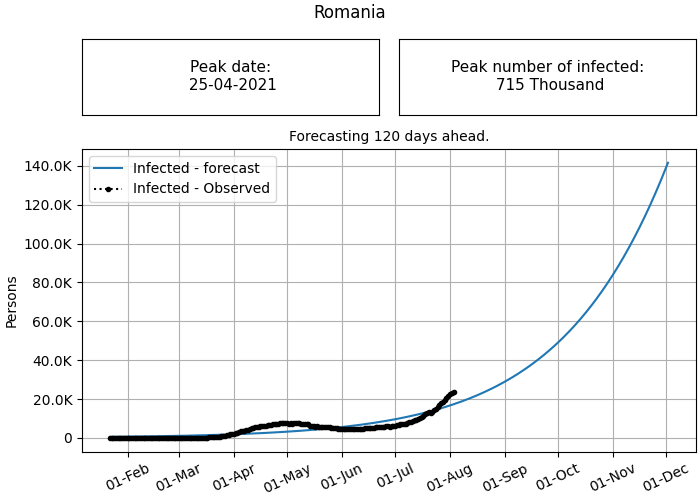 Romania
Peak date:
25-04-2021
Peak number of infected:
715 Thousand
Forecasting 120 days ahead.
Infected - forecast
Infected - Observed
Persons
140.0K
120.0K
100.0K
80.0K
60.0K
40.0K
20.0K
0
01-Feb
01-Mar
01-Apr
01-May
01-Jun
01-Jul
01-Aug
01-Sep
01-Oct
01-Nov
01-Dec